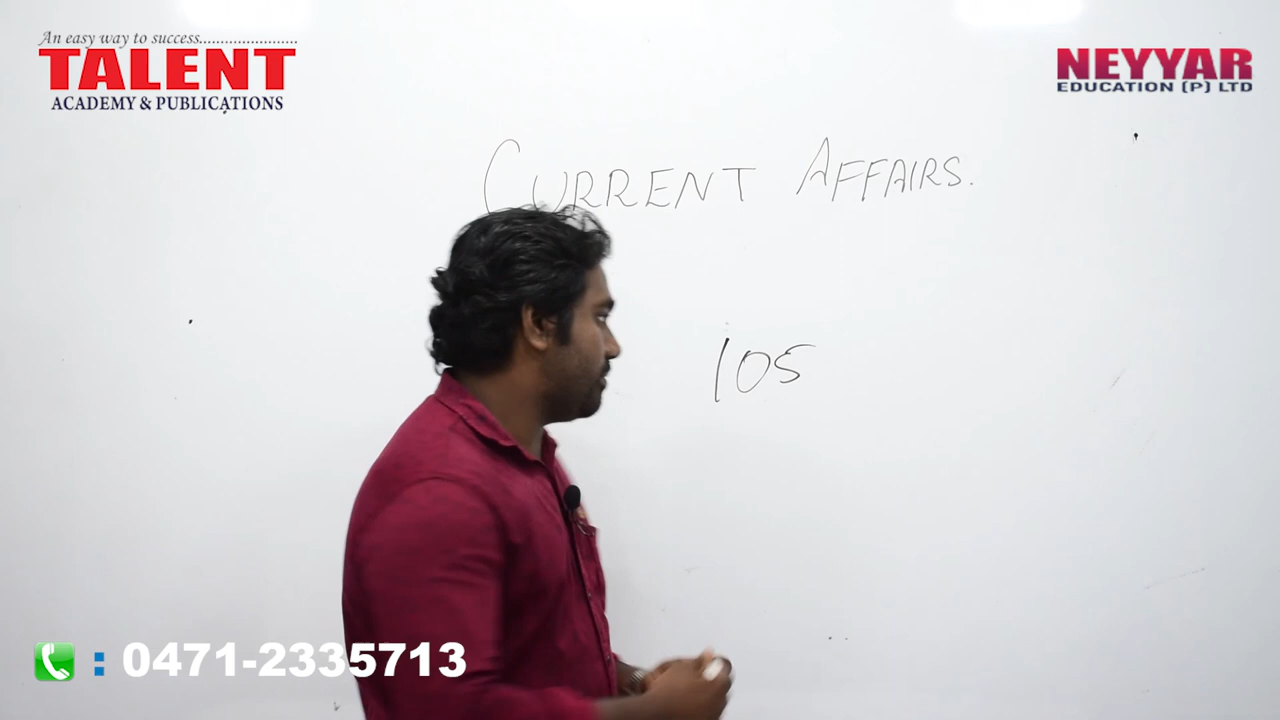 An easy way to success........................
TALENT
ACADEMY & PUBLICATIONS
NEYYAR
EDUCATION (P) LTD
CURRENT AFFAIRS.
105
: 0471-2335713